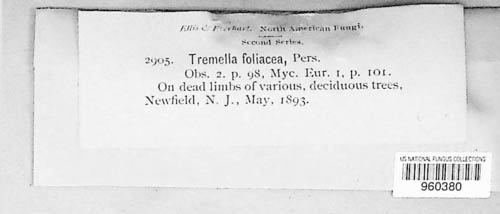 Ellis & Everhart. North American Fungi.
Second Series.
2905. Tremella foliacea, Pers.
Obs. 2. p. 98, Myc. Eur. 1, p. 101.
On dead limbs of various, deciduous trees,
Newfield, N. J., May, 1893.
US NATIONAL FUNGUS COLLECTIONS
960380